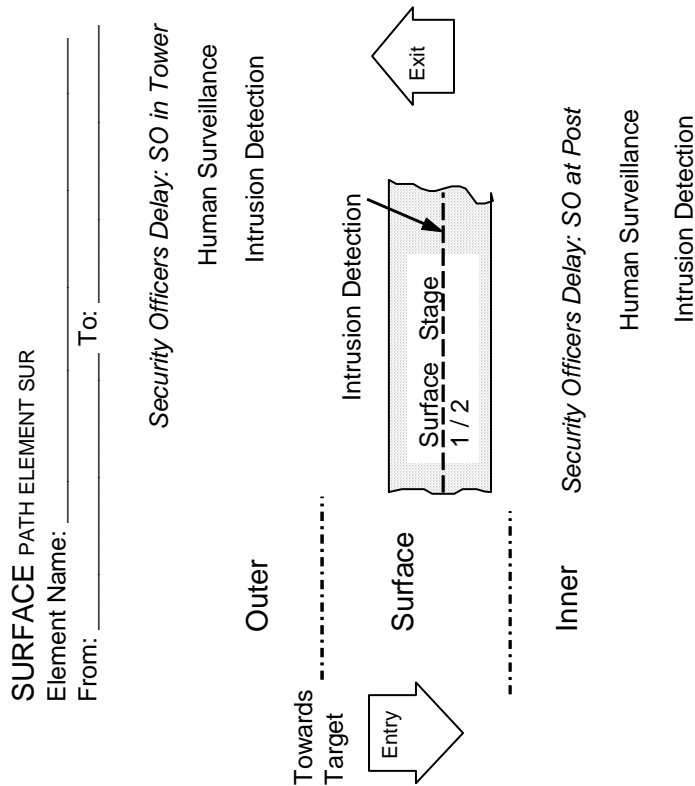 SURFACE PATH ELEMENT SUR
Element Name:
From: To:
Security Officers Delay: SO in Tower
Human Surveillance
Intrusion Detection
Outer
Towards
Target
Entry
Surface
Intrusion Detection
Surface Stage
1 / 2
Exit
Inner
Security Officers Delay: SO at Post
Human Surveillance
Intrusion Detection